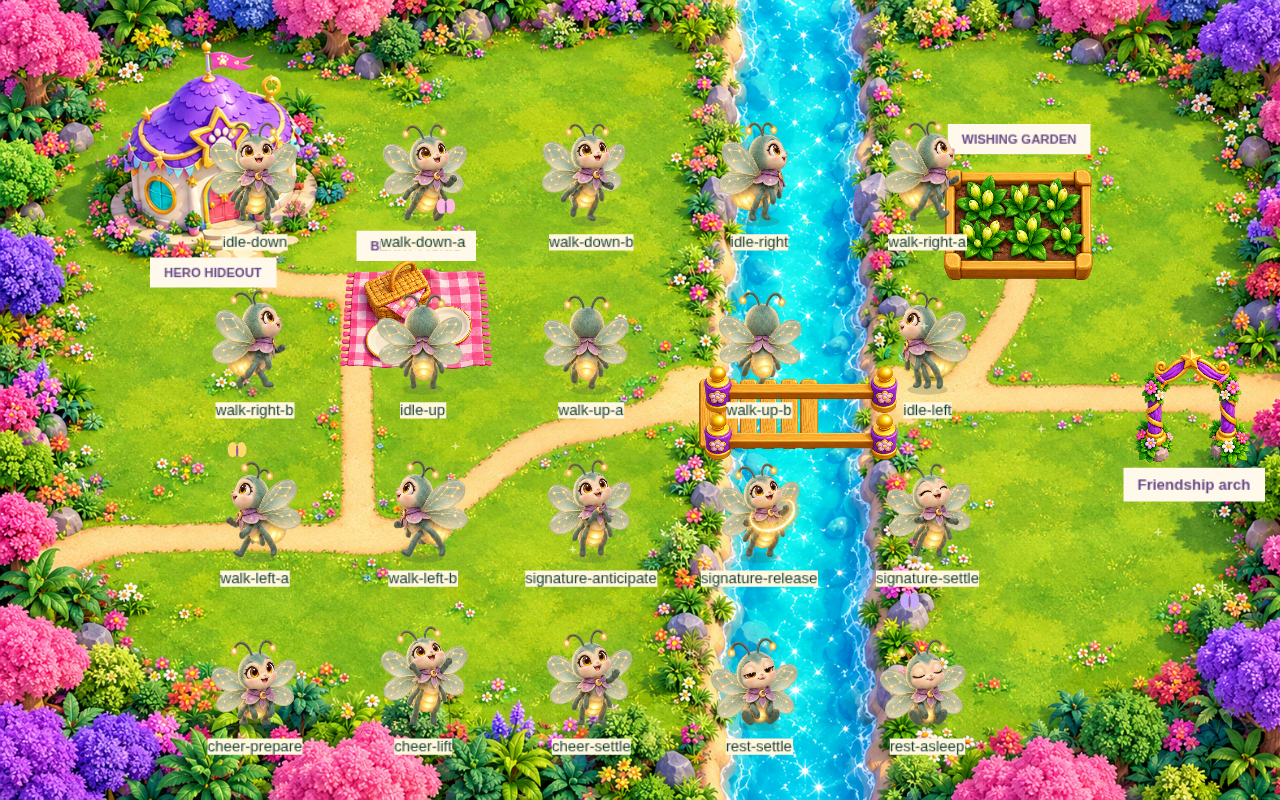 WISHING GARDEN
idle-down
B walk-down-a
walk-down-b
idle-right
walk-right-a
HERO HIDEOUT
walk-right-b
idle-up
walk-up-a
walk-up-b
idle-left
Friendship arch
walk-left-a
walk-left-b
signature-anticipate
signature-release
signature-settle
cheer-prepare
cheer-lift
cheer-settle
rest-settle
rest-asleep